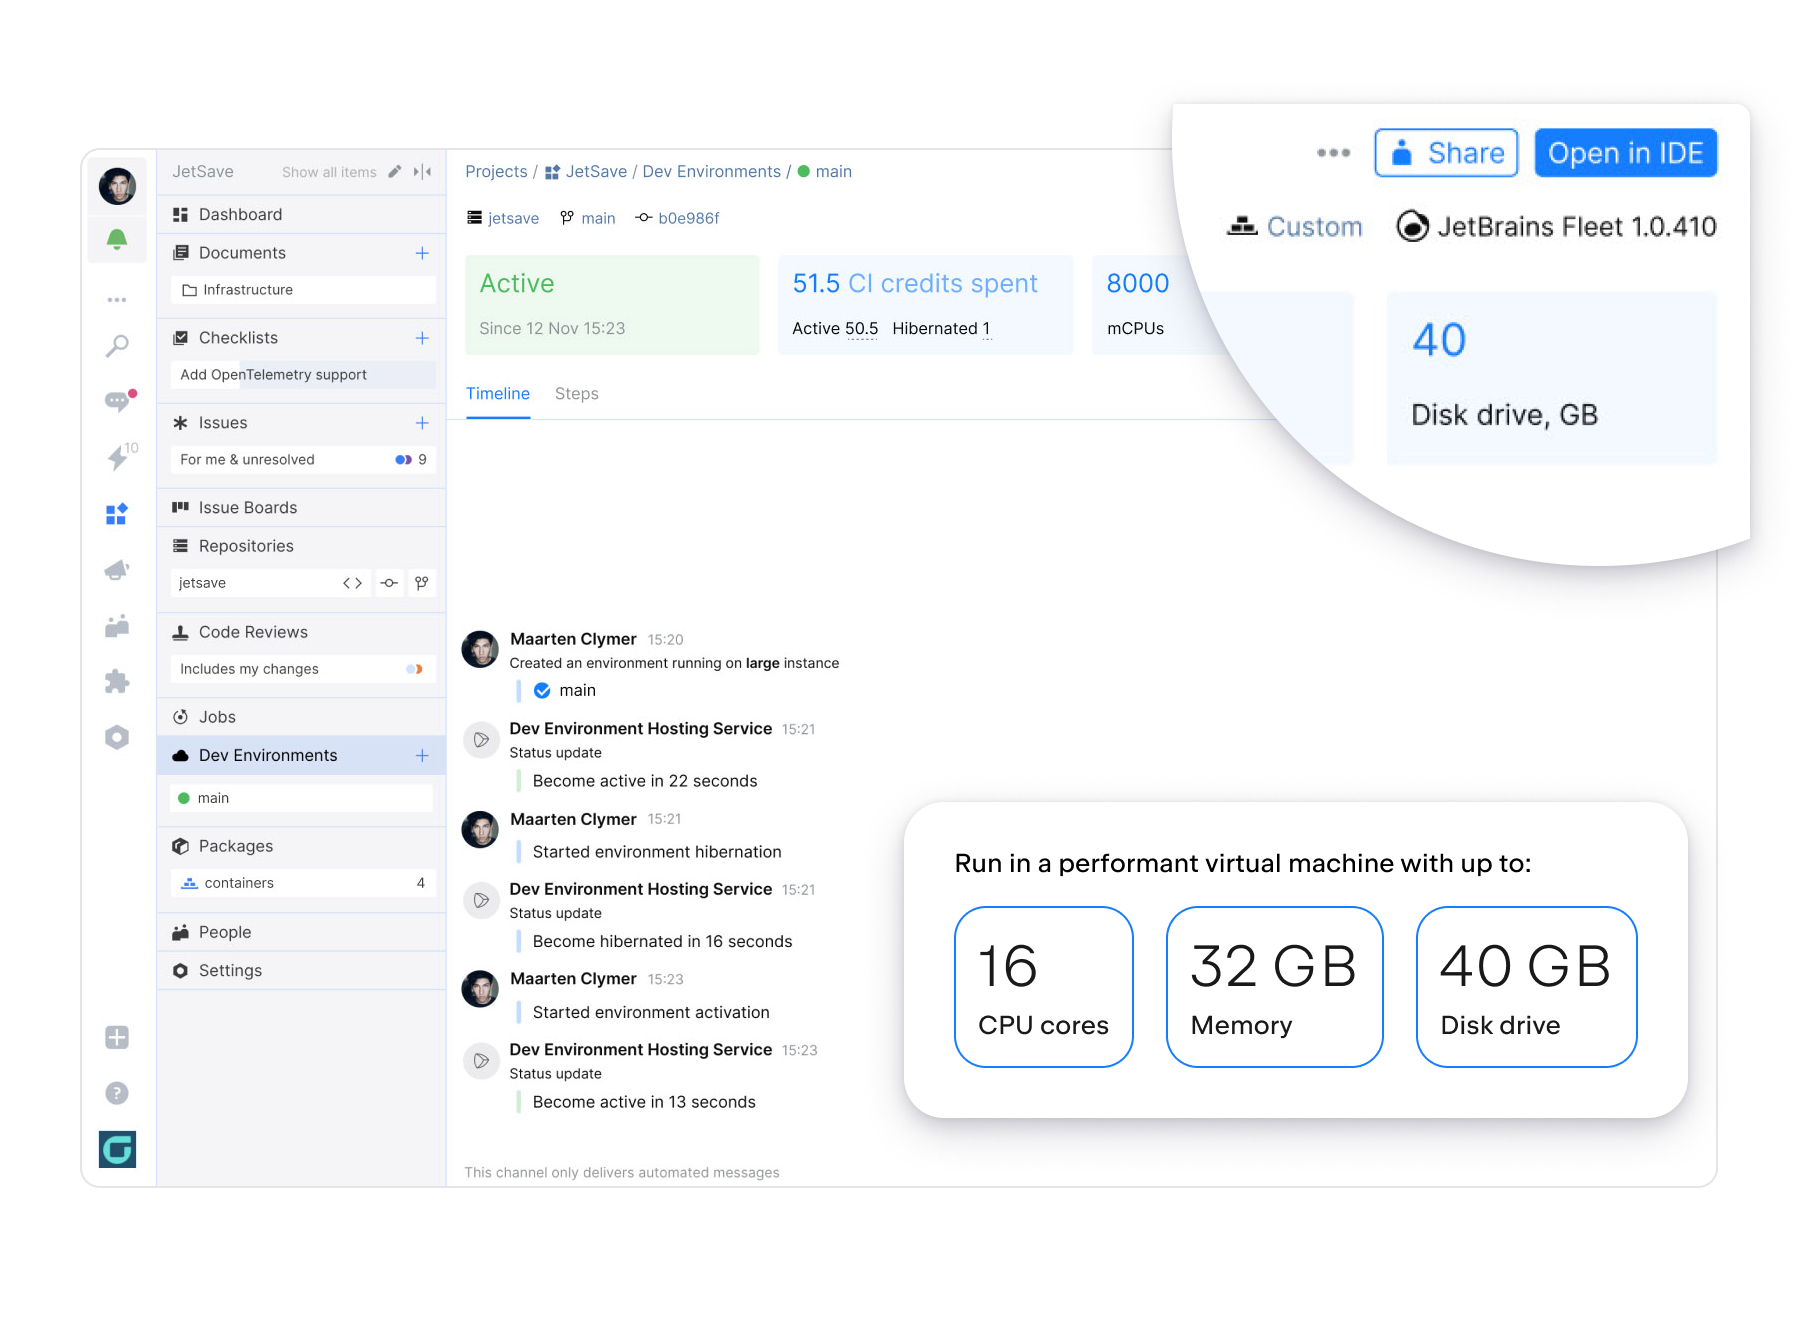 JetSave Show all items
Dashboard
Documents
Infrastructure
Checklists
Add OpenTelemetry support
Issues
For me & unresolved 9
Issue Boards
Repositories
jetsave
Code Reviews
Includes my changes
Jobs
Dev Environments
main
Packages
containers 4
People
Settings
10
Projects / JetSave / Dev Environments / main
jetsave main b0e986f
Active
Since 12 Nov 15:23
51.5 CI credits spent
Active 50.5 Hibernated 1
8000
mCPUs
Timeline Steps
Share Open in IDE
Custom JetBrains Fleet 1.0.410
40
Disk drive, GB
Maarten Clymer 15:20
Created an environment running on large instance
main
Dev Environment Hosting Service 15:21
Status update
Become active in 22 seconds
Maarten Clymer 15:21
Started environment hibernation
Dev Environment Hosting Service 15:21
Status update
Become hibernated in 16 seconds
Maarten Clymer 15:23
Started environment activation
Dev Environment Hosting Service 15:23
Status update
Become active in 13 seconds
This channel only delivers automated messages
Run in a performant virtual machine with up to:
16
CPU cores
32 GB
Memory
40 GB
Disk drive